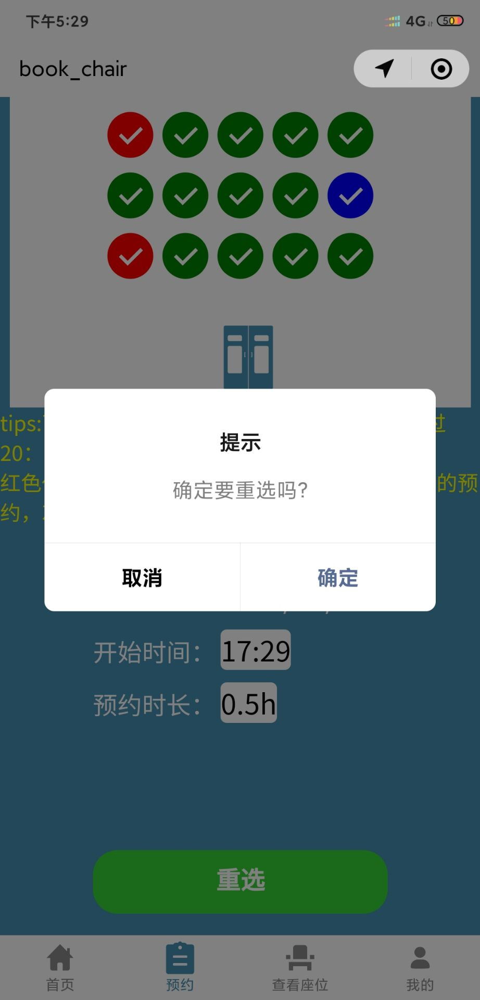 下午5:29
4G
50
book_chair
tips:
过
20：
红色
的预
约，
提示
确定要重选吗?
取消
确定
开始时间：
17:29
预约时长：
0.5h
重选
首页
预约
查看座位
我的